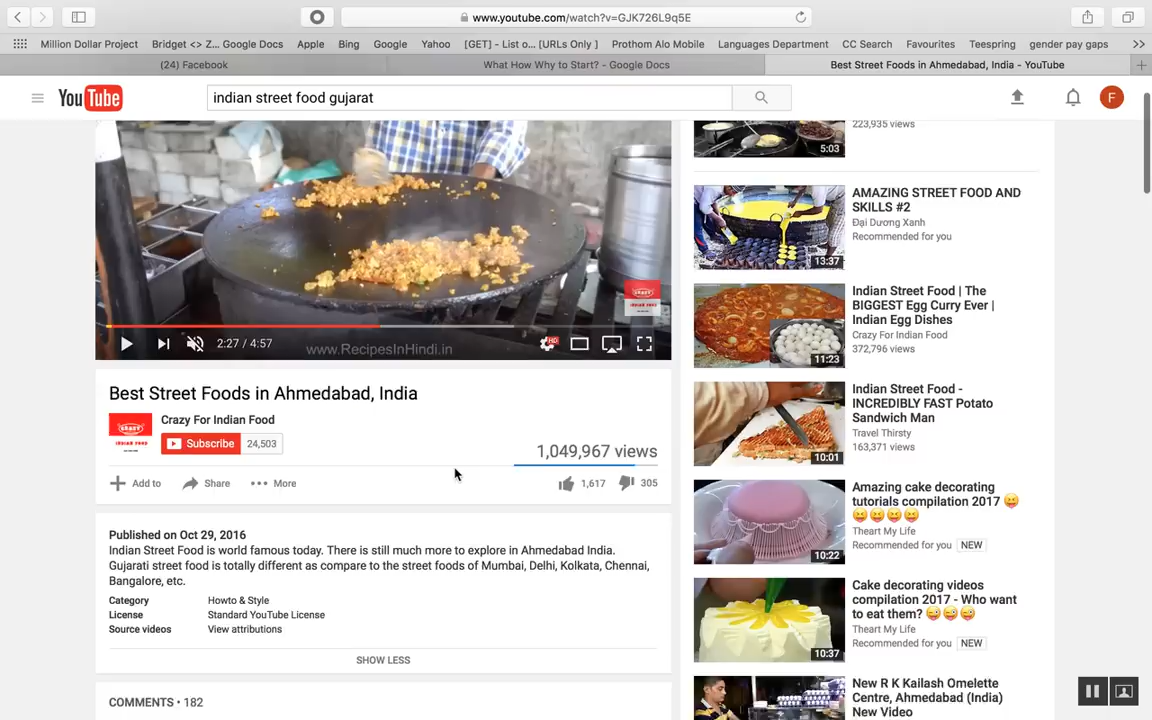 www.youtube.com/watch?v=GJK726L9q5E
Million Dollar Project Bridget <> Z... Google Docs Apple Bing Google Yahoo [GET] - List o... [URLs Only ] Prothom Alo Mobile Languages Department CC Search Favourites Teespring gender pay gaps >>
(24) Facebook What How Why to Start? - Google Docs Best Street Foods in Ahmedabad, India - YouTube
YouTube indian street food gujarat F
223,935 views
5:03
AMAZING STREET FOOD AND
SKILLS #2
Đại Dương Xanh
Recommended for you
13:37
Indian Street Food | The
BIGGEST Egg Curry Ever |
Indian Egg Dishes
Crazy For Indian Food
372,796 views
11:23
CRAZY
INDIAN FOOD
HD
2:27 / 4:57 www.RecipesInHindi.in
Best Street Foods in Ahmedabad, India
CRAZY
INDIAN FOOD
Crazy For Indian Food
Subscribe 24,503
1,049,967 views
Add to Share More 1,617 305
Indian Street Food -
INCREDIBLY FAST Potato
Sandwich Man
Travel Thirsty
163,371 views
10:01
Amazing cake decorating
tutorials compilation 2017 😝
😝😝😝😝
Theart My Life
Recommended for you NEW
10:22
Published on Oct 29, 2016
Indian Street Food is world famous today. There is still much more to explore in Ahmedabad India.
Gujarati street food is totally different as compare to the street foods of Mumbai, Delhi, Kolkata, Chennai,
Bangalore, etc.
Category Howto & Style
License Standard YouTube License
Source videos View attributions
SHOW LESS
COMMENTS • 182
Cake decorating videos
compilation 2017 - Who want
to eat them? 😜😜😜
Theart My Life
Recommended for you NEW
10:37
New R K Kailash Omelette
Centre, Ahmedabad (India)
New Video